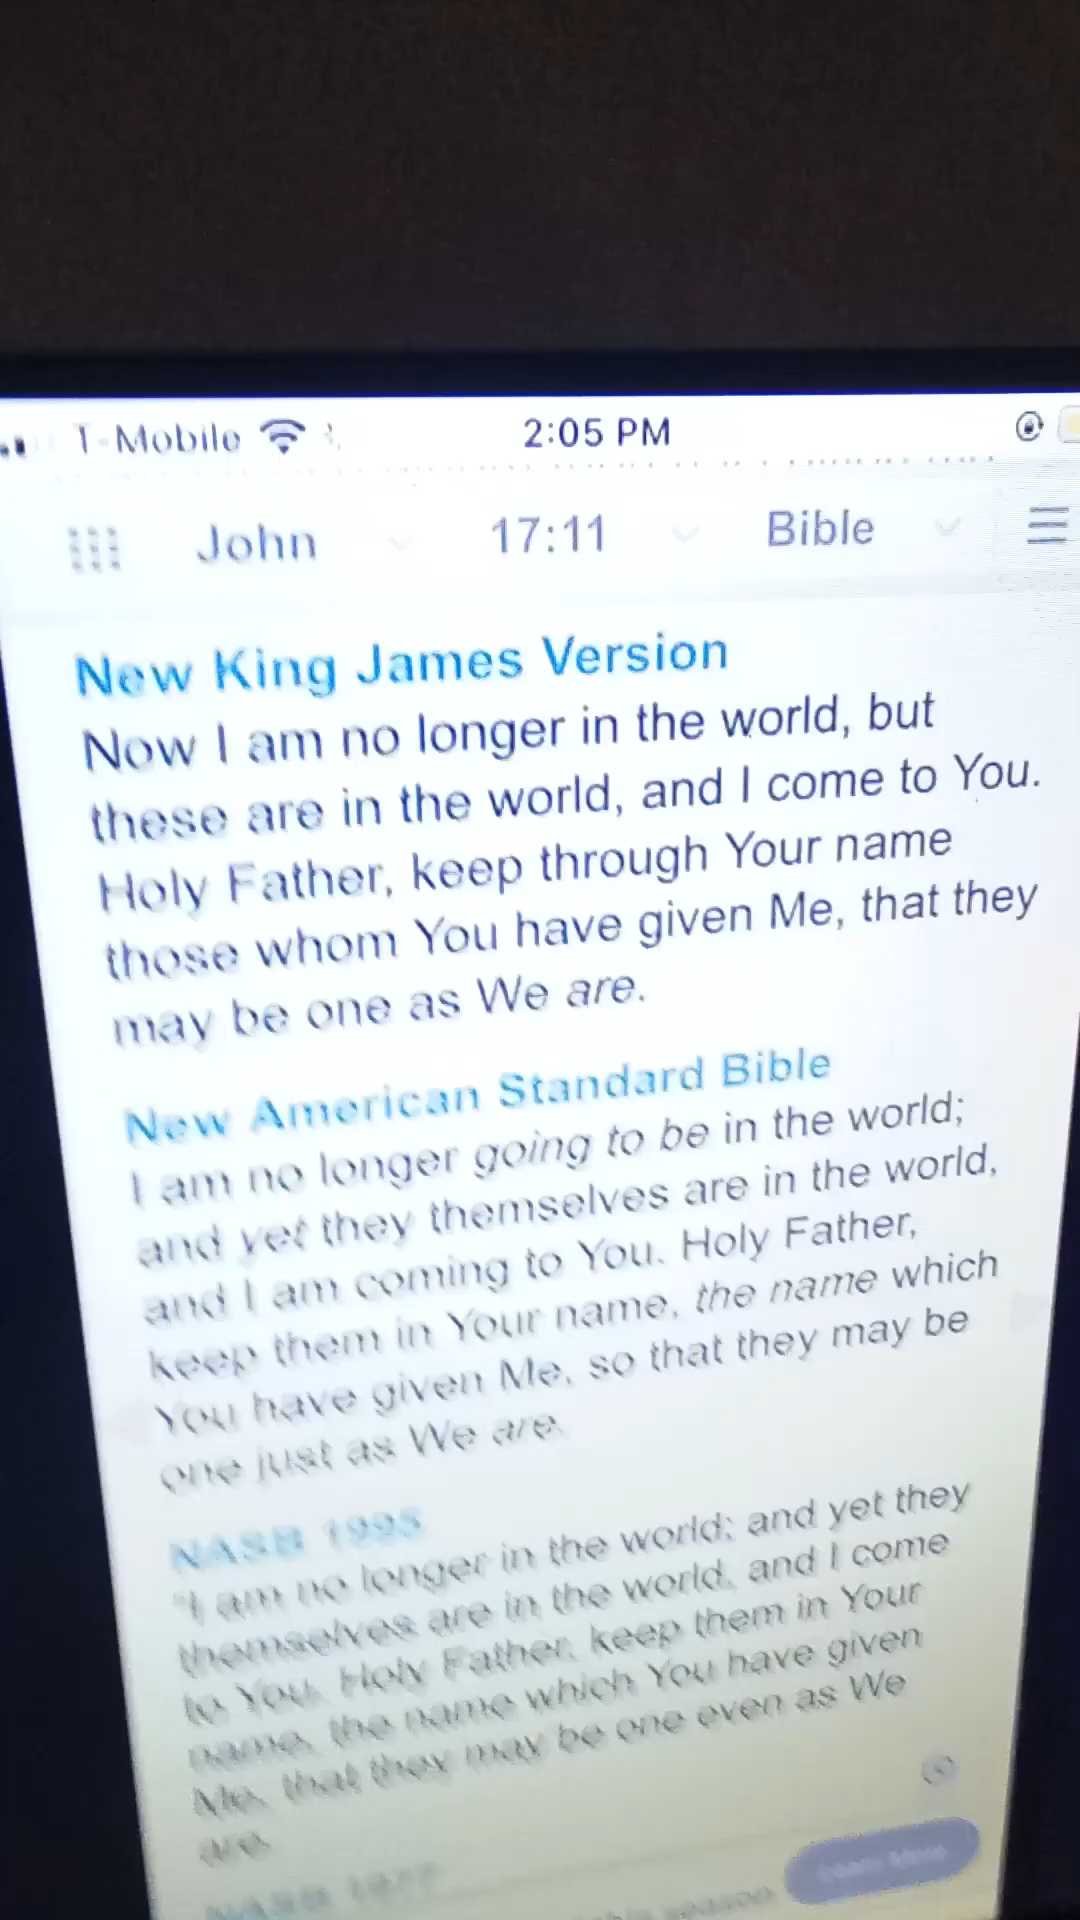 T-Mobile 2:05 PM
John 17:11 Bible
New King James Version
Now I am no longer in the world, but
these are in the world, and I come to You.
Holy Father, keep through Your name
those whom You have given Me, that they
may be one as We are.
New American Standard Bible
I am no longer going to be in the world;
and yet they themselves are in the world,
and I am coming to You. Holy Father,
keep them in Your name, the name which
You have given Me, so that they may be
one just as We are.
NASB 1995
“I am no longer in the world; and yet they
themselves are in the world, and I come
to You. Holy Father, keep them in Your
name, the name which You have given
Me, that they may be one even as We
are.
NASB 1977
season